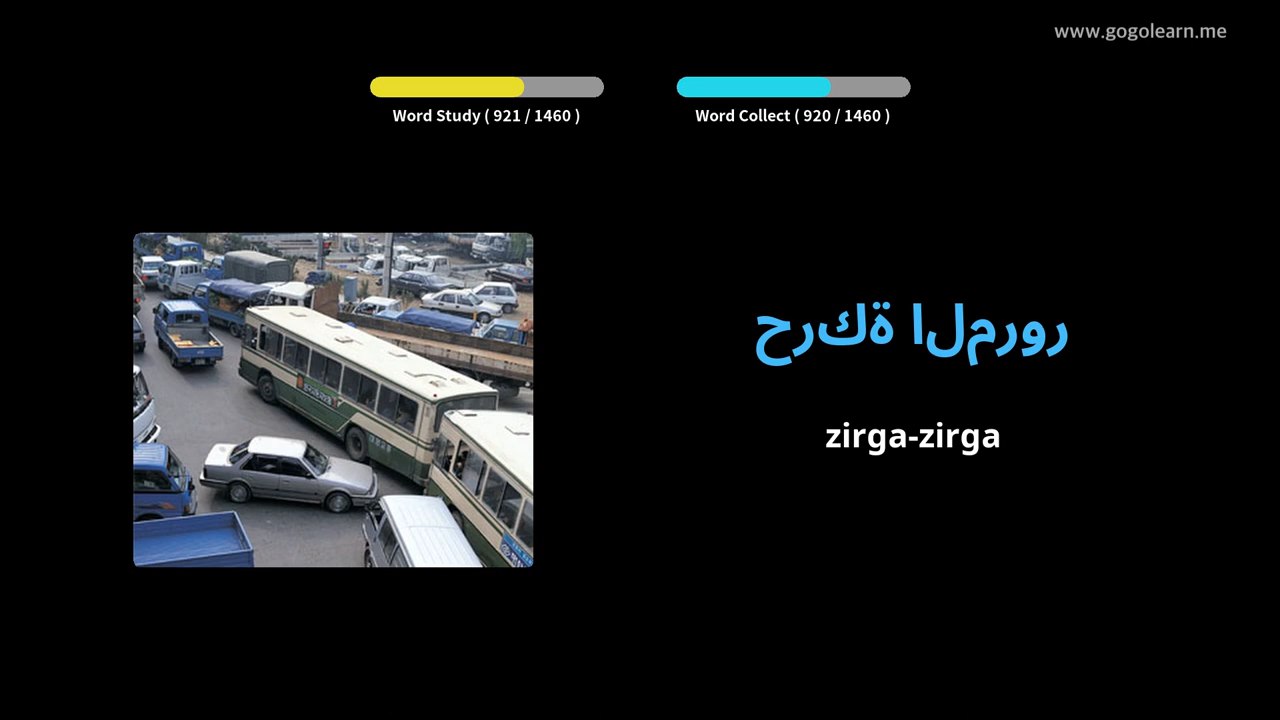 www.gogolearn.me
Word Study ( 921 / 1460 )
Word Collect ( 920 / 1460 )
حركة المرور
zirga-zirga